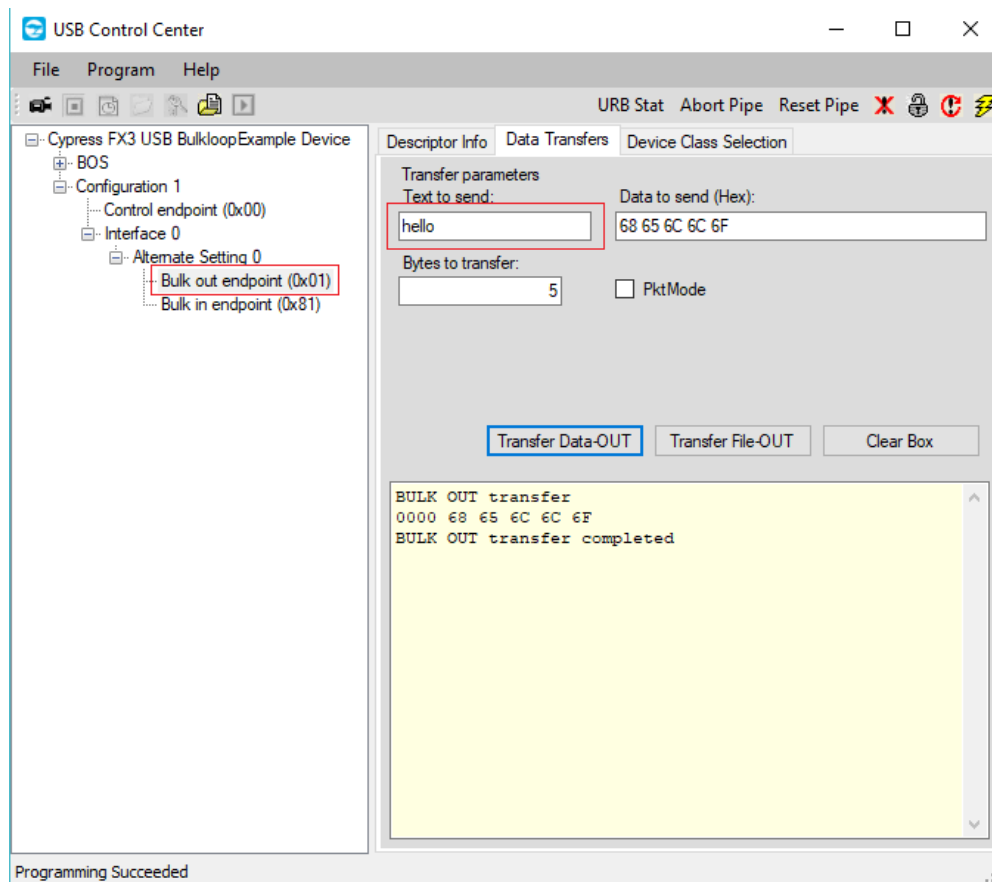 USB Control Center
File Program Help
URB Stat Abort Pipe Reset Pipe
Cypress FX3 USB BulkloopExample Device
BOS
Configuration 1
Control endpoint (0x00)
Interface 0
Alternate Setting 0
Bulk out endpoint (0x01)
Bulk in endpoint (0x81)
Descriptor Info Data Transfers Device Class Selection
Transfer parameters
Text to send: Data to send (Hex):
hello 68 65 6C 6C 6F
Bytes to transfer:
5 PktMode
Transfer Data-OUT Transfer File-OUT Clear Box
BULK OUT transfer
0000 68 65 6C 6C 6F
BULK OUT transfer completed
Programming Succeeded